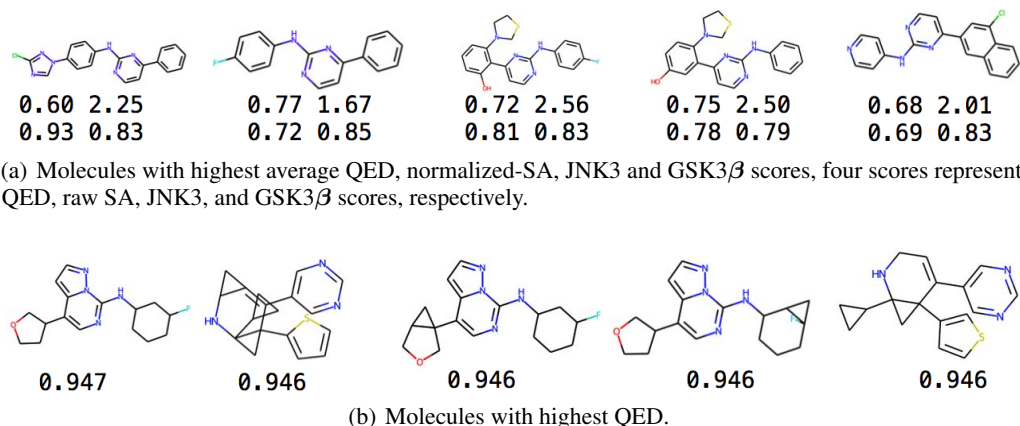 0.60 2.25 0.77 1.67 0.72 2.56 0.75 2.50 0.68 2.01
0.93 0.83 0.72 0.85 0.81 0.83 0.78 0.79 0.69 0.83
(a) Molecules with highest average QED, normalized-SA, JNK3 and GSK3β scores, four scores represent
QED, raw SA, JNK3, and GSK3β scores, respectively.
0.947 0.946 0.946 0.946 0.946
(b) Molecules with highest QED.